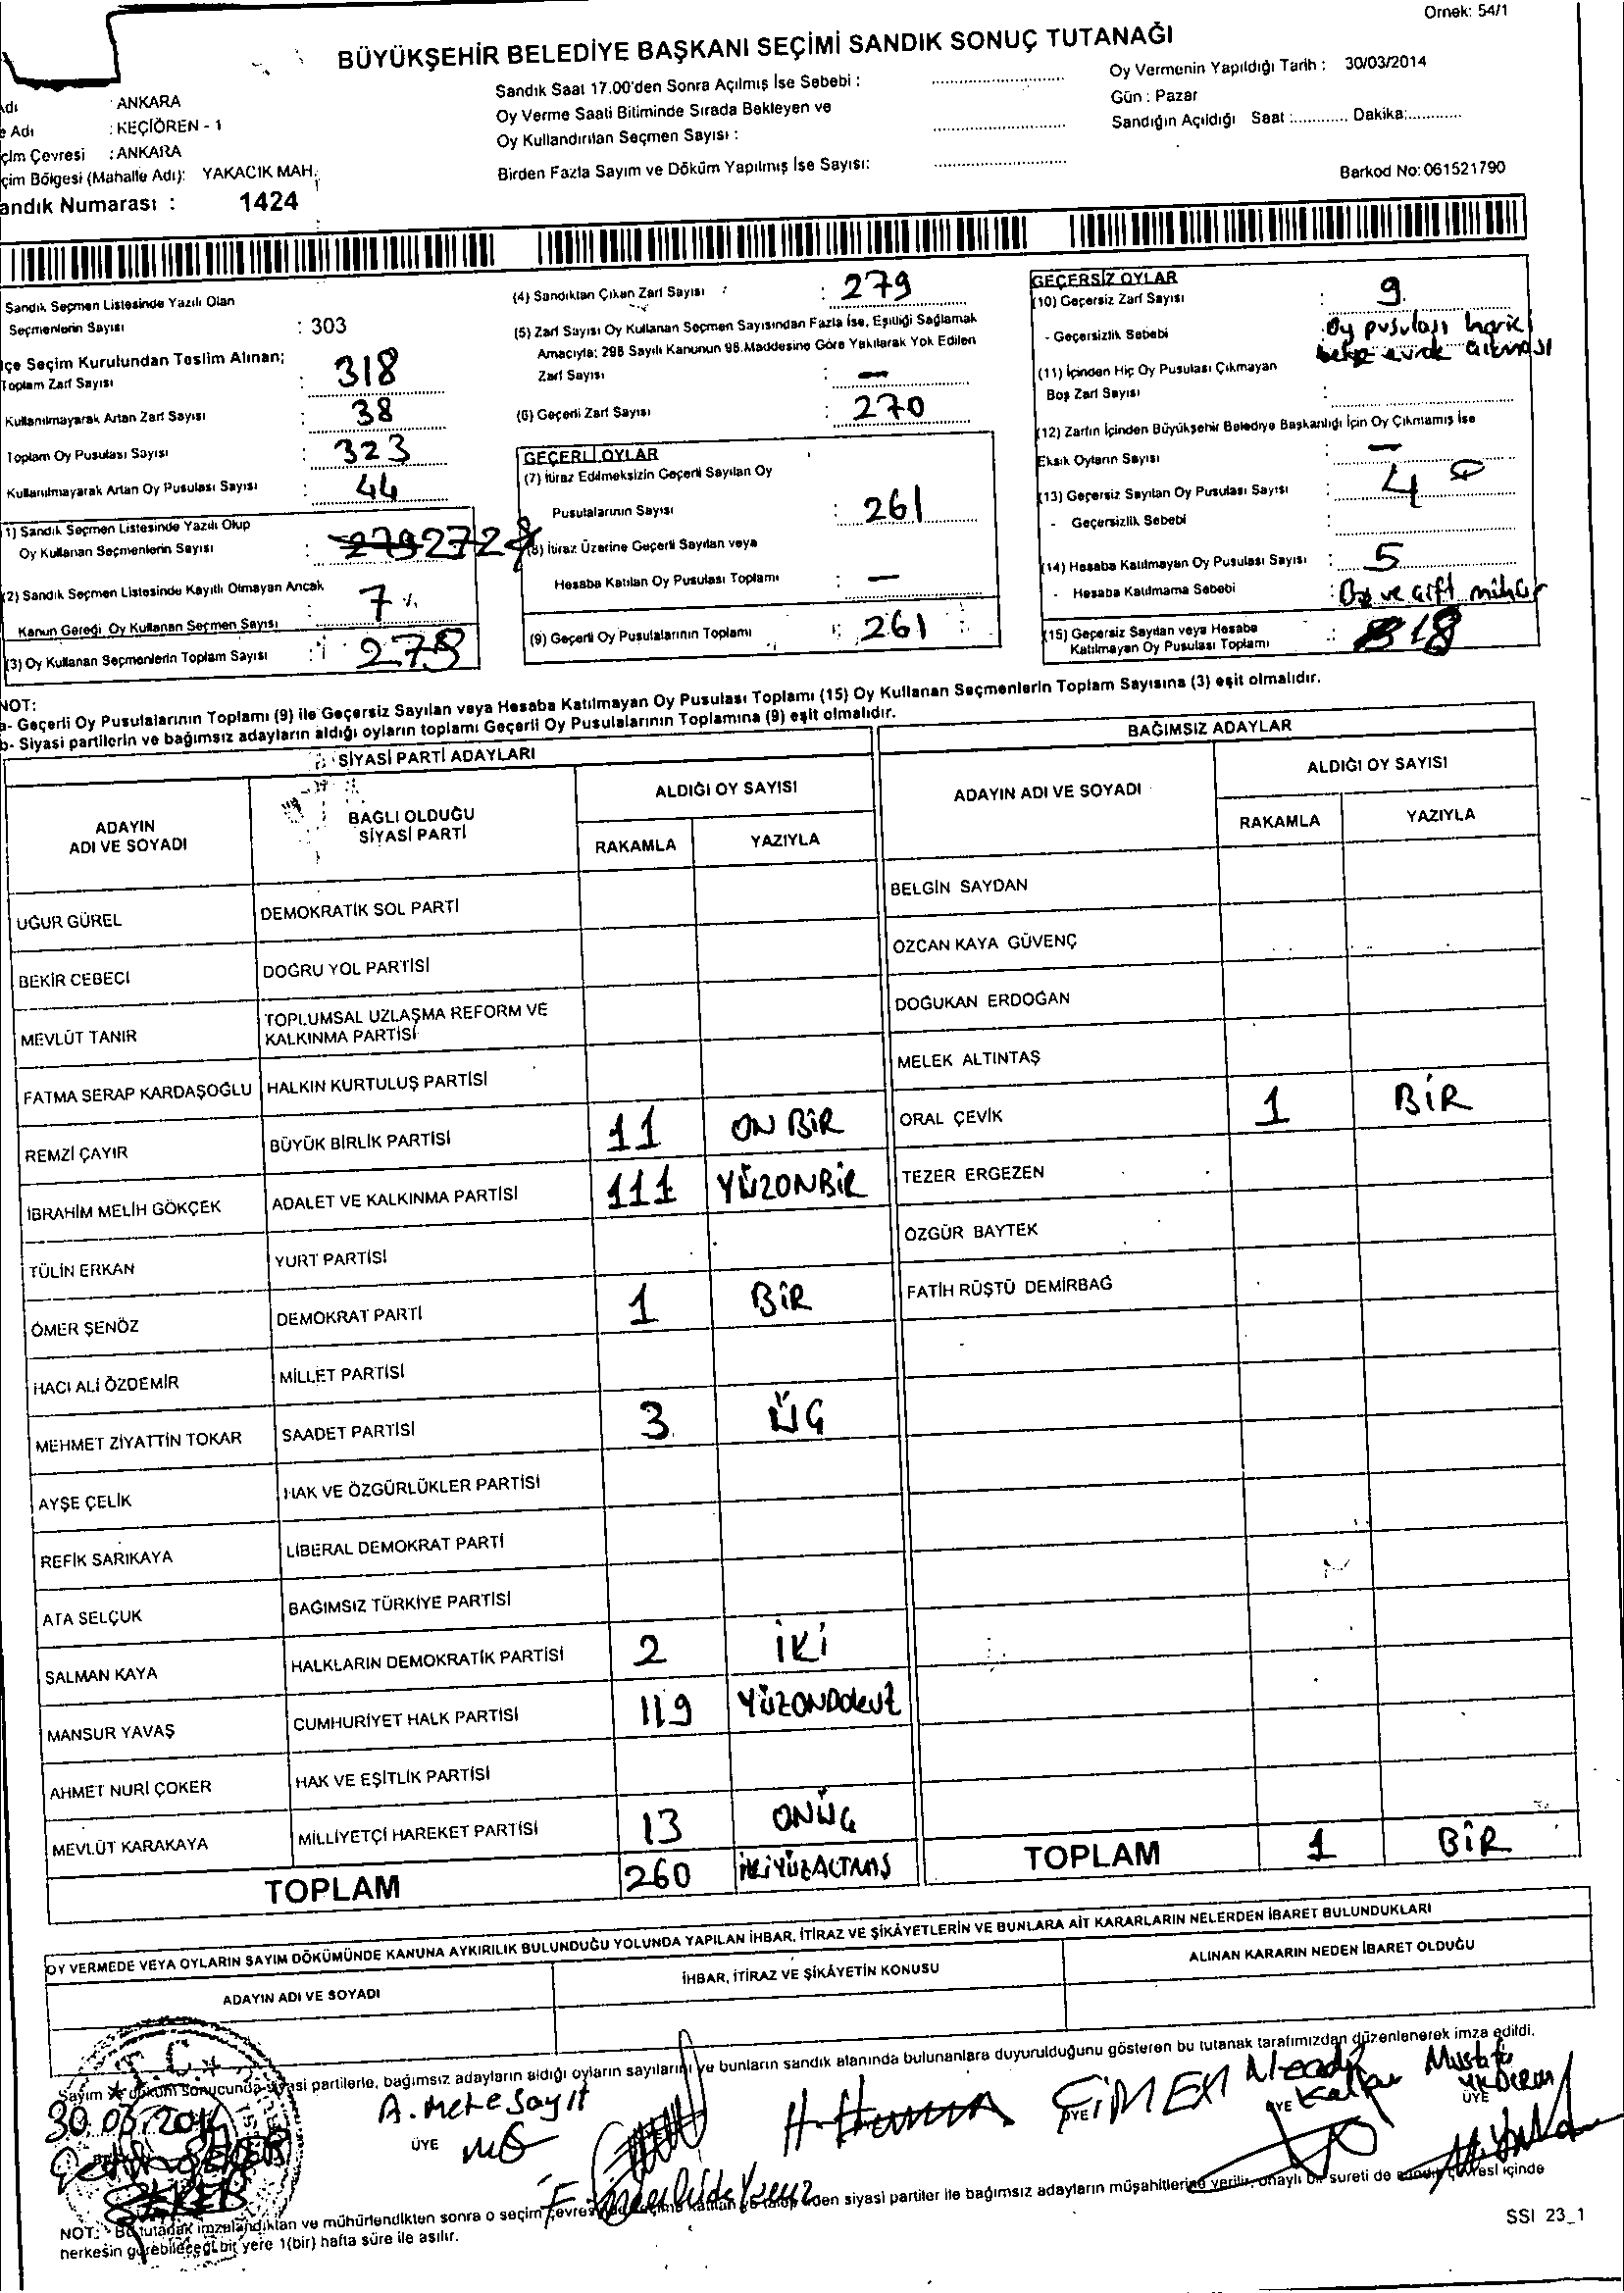 Örnek: 54/1
BÜYÜKŞEHİR BELEDİYE BAŞKANI SEÇİMİ SANDIK SONUÇ TUTANAĞI
Adı : ANKARA
e Adı : KEÇİÖREN - 1
çim Çevresi : ANKARA
çim Bölgesi (Mahalle Adı): YAKACIK MAH.
andık Numarası : 1424
Sandık Saat 17.00'den Sonra Açılmış İse Sebebi :
Oy Verme Saati Bitiminde Sırada Bekleyen ve
Oy Kullandırılan Seçmen Sayısı :
Birden Fazla Sayım ve Döküm Yapılmış İse Sayısı:
Oy Vermenin Yapıldığı Tarih : 30/03/2014
Gün : Pazar
Sandığın Açıldığı Saat :............ Dakika:............
Barkod No: 061521790
Sandık Seçmen Listesinde Yazılı Olan
Seçmenlerin Sayısı : 303
lçe Seçim Kurulundan Teslim Alınan;
Toplam Zarf Sayısı : 318
Kullanılmayarak Artan Zarf Sayısı : 38
Toplam Oy Pusulası Sayısı : 323
Kullanılmayarak Artan Oy Pusulası Sayısı : 44
(1) Sandık Seçmen Listesinde Yazılı Olup
Oy Kullanan Seçmenlerin Sayısı :
(2) Sandık Seçmen Listesinde Kayıtlı Olmayan Ancak
Kanun Gereği Oy Kullanan Seçmen Sayısı : 7
(3) Oy Kullanan Seçmenlerin Toplam Sayısı :
(4) Sandıktan Çıkan Zarf Sayısı : 279
(5) Zarf Sayısı Oy Kullanan Seçmen Sayısından Fazla İse, Eşitliği Sağlamak
Amacıyla; 298 Sayılı Kanunun 98.Maddesine Göre Yakılarak Yok Edilen
Zarf Sayısı : —
(6) Geçerli Zarf Sayısı : 270
GEÇERLİ OYLAR
(7) İtiraz Edilmeksizin Geçerli Sayılan Oy
Pusulalarının Sayısı : 261
(8) İtiraz Üzerine Geçerli Sayılan veya
Hesaba Katılan Oy Pusulası Toplamı : —
(9) Geçerli Oy Pusulalarının Toplamı : 261
GEÇERSİZ OYLAR
(10) Geçersiz Zarf Sayısı : 9
- Geçersizlik Sebebi : Oy pusulası hariç
başka evrak çıkması
(11) İçinden Hiç Oy Pusulası Çıkmayan
Boş Zarf Sayısı :
(12) Zarfın İçinden Büyükşehir Belediye Başkanlığı İçin Oy Çıkmamış İse
Eksik Oyların Sayısı : —
(13) Geçersiz Sayılan Oy Pusulası Sayısı : 4
- Geçersizlik Sebebi :
(14) Hesaba Katılmayan Oy Pusulası Sayısı : 5
- Hesaba Katılmama Sebebi : Boş ve çift mühür
(15) Geçersiz Sayılan veya Hesaba
Katılmayan Oy Pusulası Toplamı : 18
NOT:
a- Geçerli Oy Pusulalarının Toplamı (9) ile Geçersiz Sayılan veya Hesaba Katılmayan Oy Pusulası Toplamı (15) Oy Kullanan Seçmenlerin Toplam Sayısına (3) eşit olmalıdır.
b- Siyasi partilerin ve bağımsız adayların aldığı oyların toplamı Geçerli Oy Pusulalarının Toplamına (9) eşit olmalıdır.
SİYASİ PARTİ ADAYLARI
ADAYIN ADI VE SOYADI BAĞLI OLDUĞU SİYASİ PARTİ ALDIĞI OY SAYISI
RAKAMLA YAZIYLA
UĞUR GÜREL DEMOKRATİK SOL PARTİ
BEKİR CEBECİ DOĞRU YOL PARTİSİ
MEVLÜT TANIR TOPLUMSAL UZLAŞMA REFORM VE KALKINMA PARTİSİ
FATMA SERAP KARDAŞOĞLU HALKIN KURTULUŞ PARTİSİ
REMZİ ÇAYIR BÜYÜK BİRLİK PARTİSİ 11 ON BİR
İBRAHİM MELİH GÖKÇEK ADALET VE KALKINMA PARTİSİ 111 YÜZONBİR
TÜLİN ERKAN YURT PARTİSİ
ÖMER ŞENÖZ DEMOKRAT PARTİ 1 BİR
HACI ALİ ÖZDEMİR MİLLET PARTİSİ
MEHMET ZİYATTİN TOKAR SAADET PARTİSİ 3 ÜÇ
AYŞE ÇELİK HAK VE ÖZGÜRLÜKLER PARTİSİ
REFİK SARIKAYA LİBERAL DEMOKRAT PARTİ
ATA SELÇUK BAĞIMSIZ TÜRKİYE PARTİSİ
SALMAN KAYA HALKLARIN DEMOKRATİK PARTİSİ 2 İKİ
MANSUR YAVAŞ CUMHURİYET HALK PARTİSİ 119 YÜZONDOKUZ
AHMET NURİ ÇOKER HAK VE EŞİTLİK PARTİSİ
MEVLÜT KARAKAYA MİLLİYETÇİ HAREKET PARTİSİ 13 ONÜÇ
TOPLAM 260 İKİYÜZALTMIŞ
BAĞIMSIZ ADAYLAR
ADAYIN ADI VE SOYADI ALDIĞI OY SAYISI
RAKAMLA YAZIYLA
BELGİN SAYDAN
ÖZCAN KAYA GÜVENÇ
DOĞUKAN ERDOĞAN
MELEK ALTINTAŞ
ORAL ÇEVİK 1 BİR
TEZER ERGEZEN
ÖZGÜR BAYTEK
FATİH RÜŞTÜ DEMİRBAĞ
TOPLAM 1 BİR
OY VERMEDE VEYA OYLARIN SAYIM DÖKÜMÜNDE KANUNA AYKIRILIK BULUNDUĞU YOLUNDA YAPILAN İHBAR, İTİRAZ VE ŞİKÂYETLERİN VE BUNLARA AİT KARARLARIN NELERDEN İBARET BULUNDUKLARI
ADAYIN ADI VE SOYADI İHBAR, İTİRAZ VE ŞİKÂYETİN KONUSU ALINAN KARARIN NEDEN İBARET OLDUĞU
T.C.
Sayım ve döküm sonucunda siyasi partilerle, bağımsız adayların aldığı oyların sayılarını ve bunların sandık alanında bulunanlara duyurulduğunu gösteren bu tutanak tarafımızdan düzenlenerek imza edildi.
30.03.2014
A. Mete Sayıt
ÜYE
ÇİMEN
ÜYE
ÜYE
Mustafa
ÜYE
NOT: Bu tutanak imzalandıktan ve mühürlendikten sonra o seçim çevresinde seçime katılan ve talep eden siyasi partiler ile bağımsız adayların müşahitlerine verilir, onaylı bir sureti de sandık çevresi içinde
herkesin görebileceği bir yere 1(bir) hafta süre ile asılır.
SSI 23_1